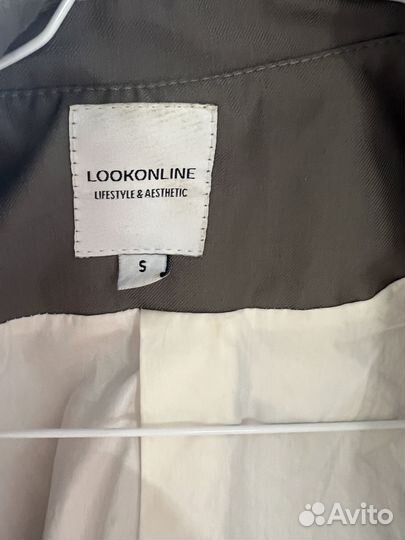 LOOKONLINE
LIFESTYLE & AESTHETIC
S
Avito